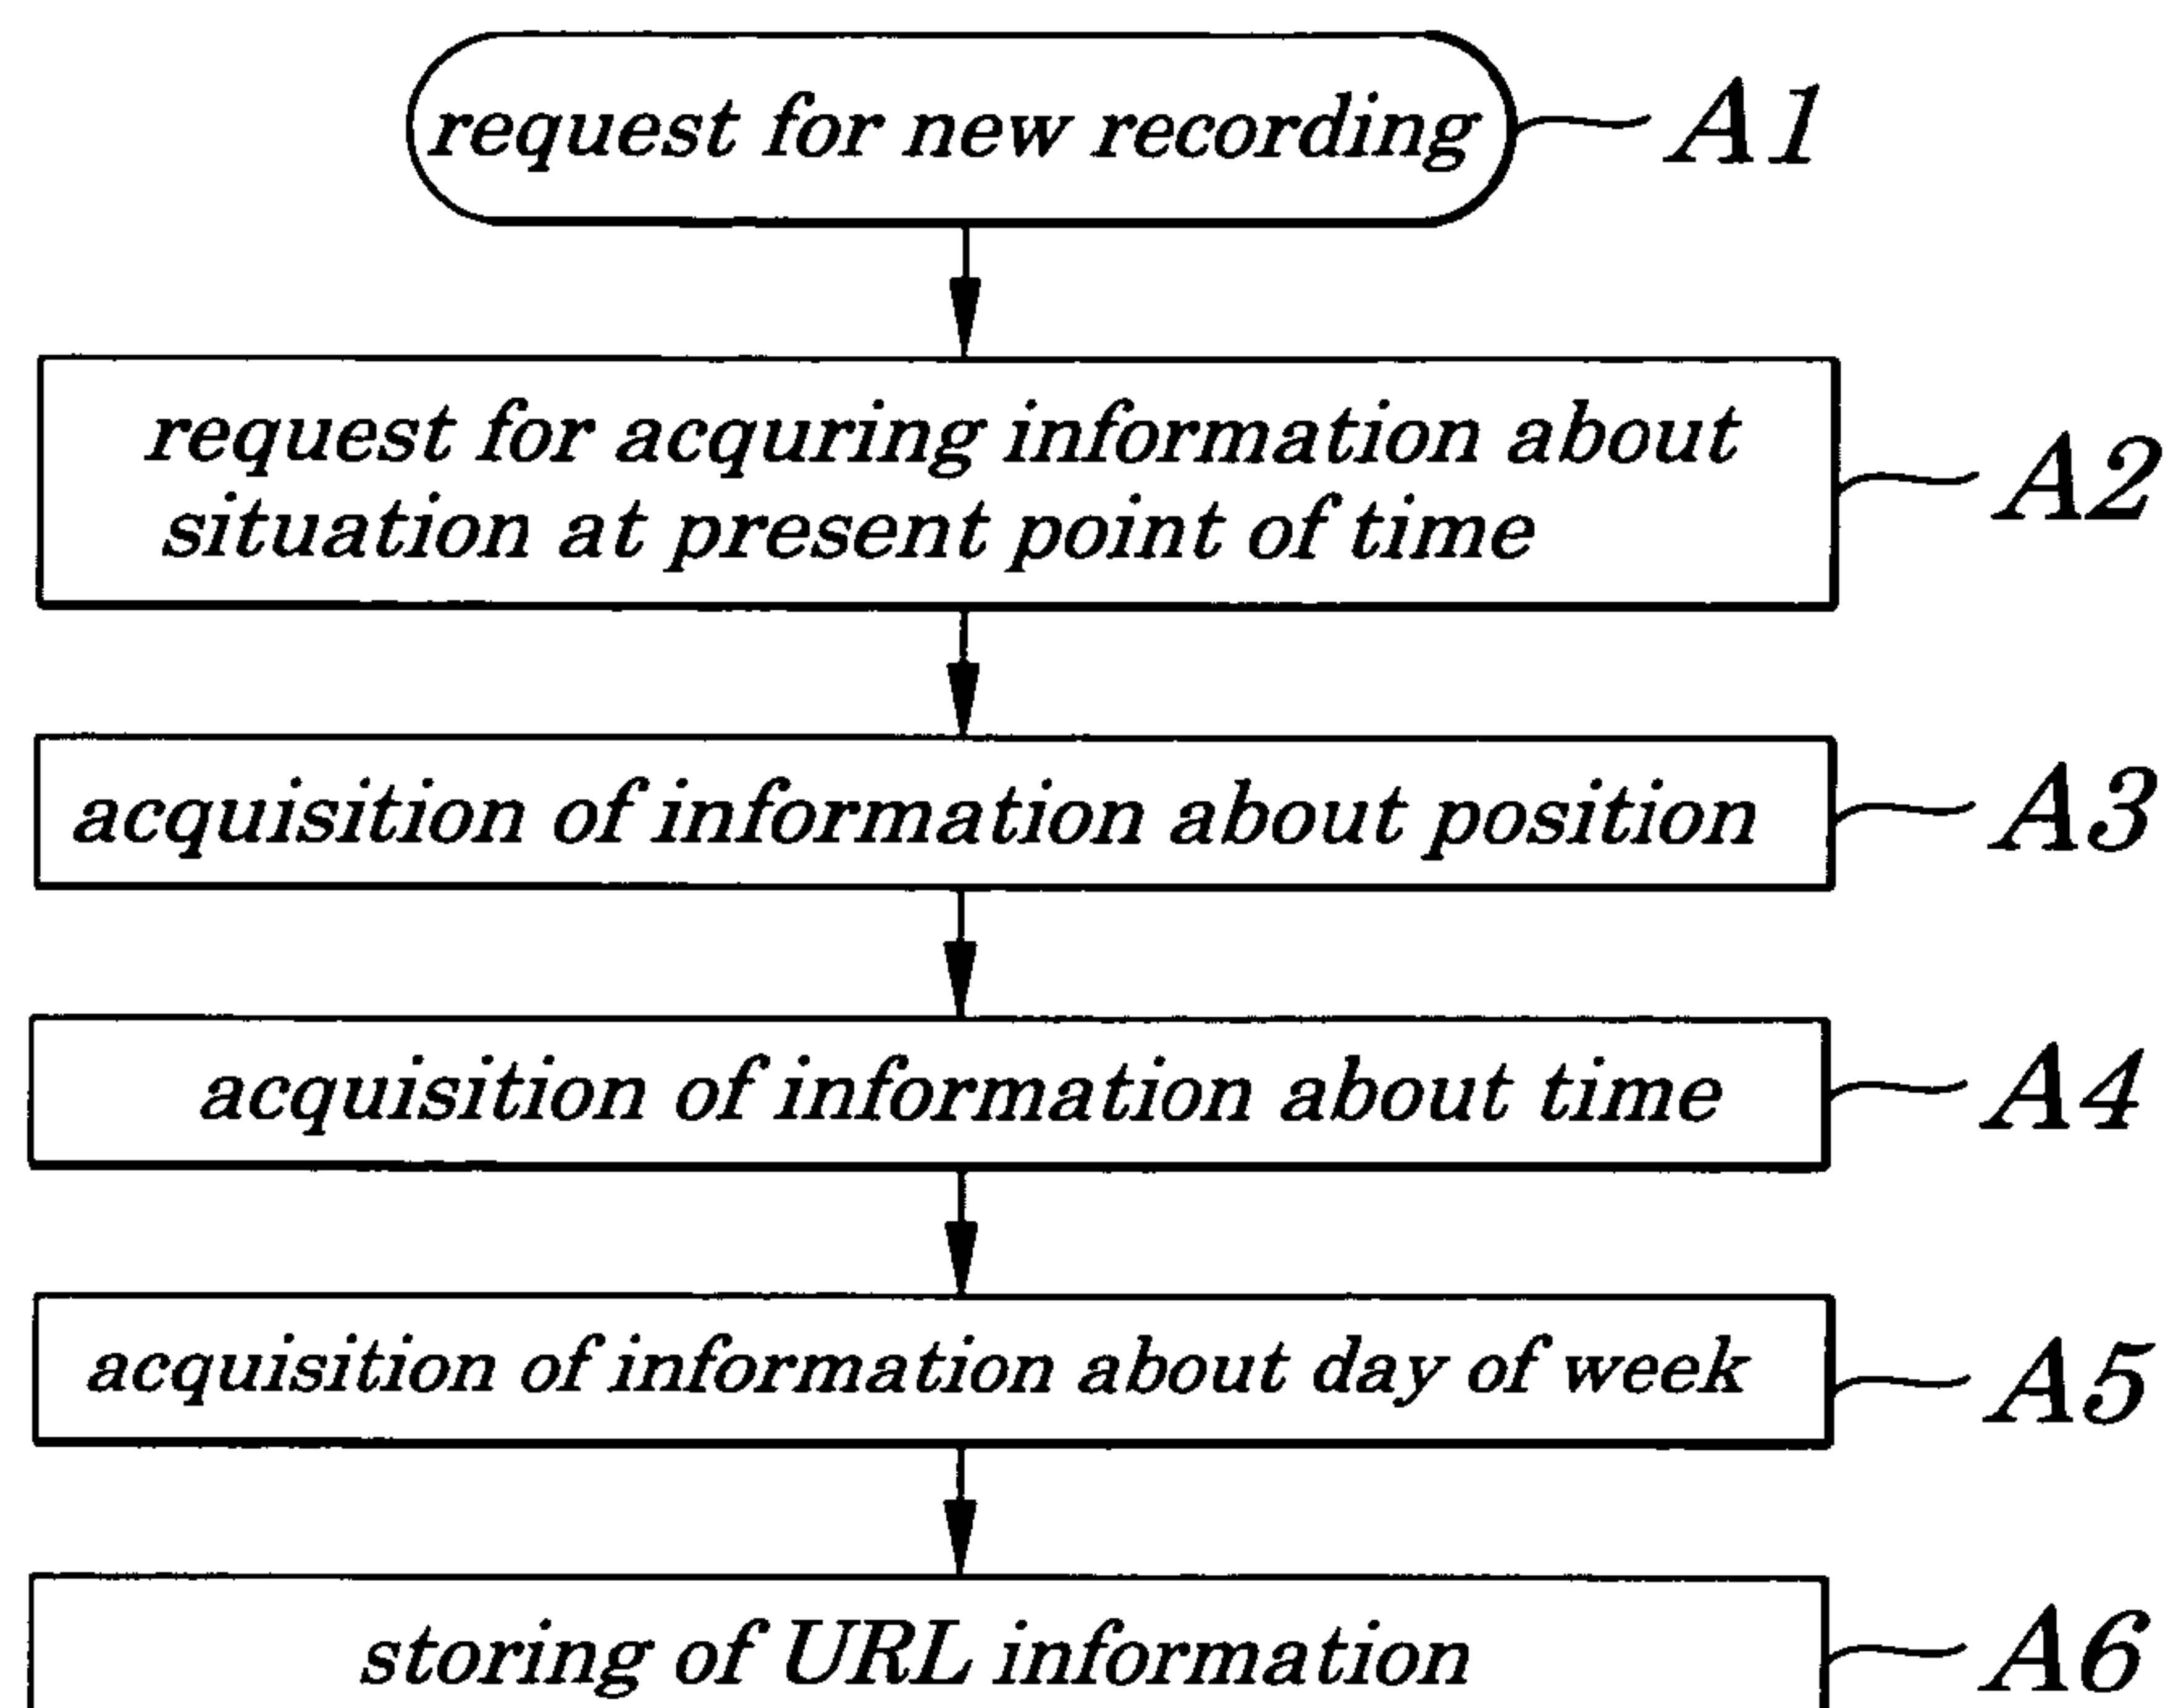 request for new recording A1
request for acquring information about
situation at present point of time A2
acquisition of information about position A3
acquisition of information about time A4
acquisition of information about day of week A5
storing of URL information A6